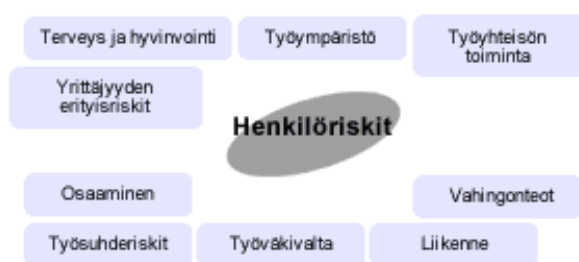 Terveys ja hyvinvointi
Työympäristö
Työyhteisön
toiminta
Yrittäjyyden
erityisriskit
Henkilöriskit
Osaaminen
Vahingonteot
Työsuhderiskit
Työväkivalta
Liikenne